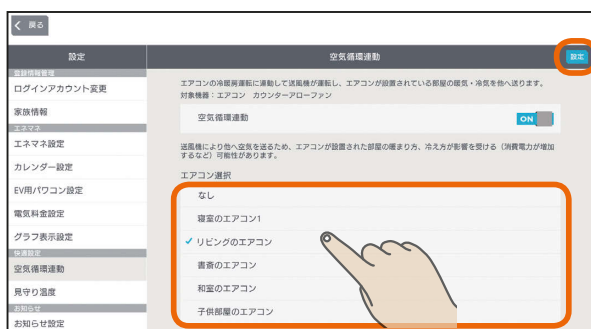 戻る
設定
空気循環連動
設定
登録情報管理
ログインアカウント変更
家族情報
エネマネ
エネマネ設定
カレンダー設定
EV用パワコン設定
電気料金設定
グラフ表示設定
快適設定
空気循環連動
見守り温度
お知らせ
お知らせ設定
エアコンの冷暖房運転に連動して送風機が運転し、エアコンが設置されている部屋の暖気・冷気を他へ送ります。
対象機器：エアコン　カウンターアローファン
空気循環連動
ON
送風機により他へ空気を送るため、エアコンが設置された部屋の暖まり方、冷え方が影響を受ける（消費電力が増加
するなど）可能性があります。
エアコン選択
なし
寝室のエアコン1
リビングのエアコン
書斎のエアコン
和室のエアコン
子供部屋のエアコン